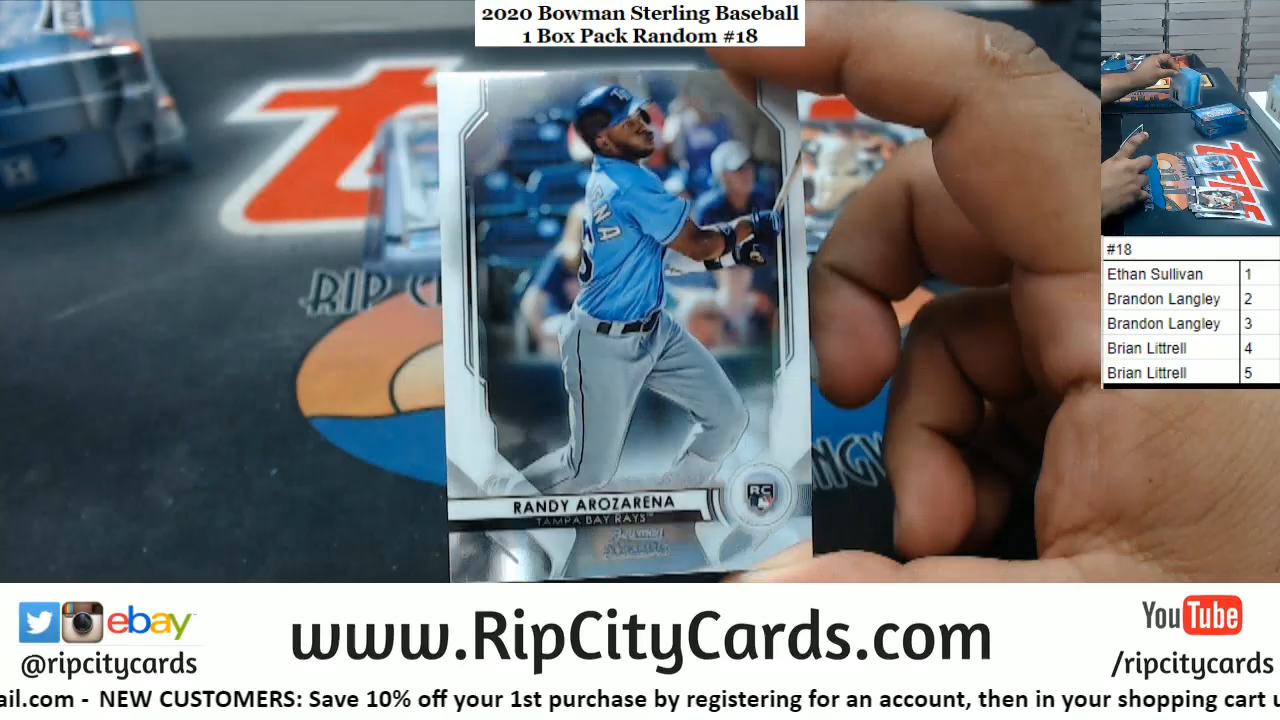 2020 Bowman Sterling Baseball
1 Box Pack Random #18
RIP
RANDY AROZARENA
RC
TAMPA BAY RAYS™
#18
Ethan Sullivan 1
Brandon Langley 2
Brandon Langley 3
Brian Littrell 4
Brian Littrell 5
ebay
@ripcitycards
www.RipCityCards.com
YouTube
/ripcitycards
ail.com - NEW CUSTOMERS: Save 10% off your 1st purchase by registering for an account, then in your shopping cart u